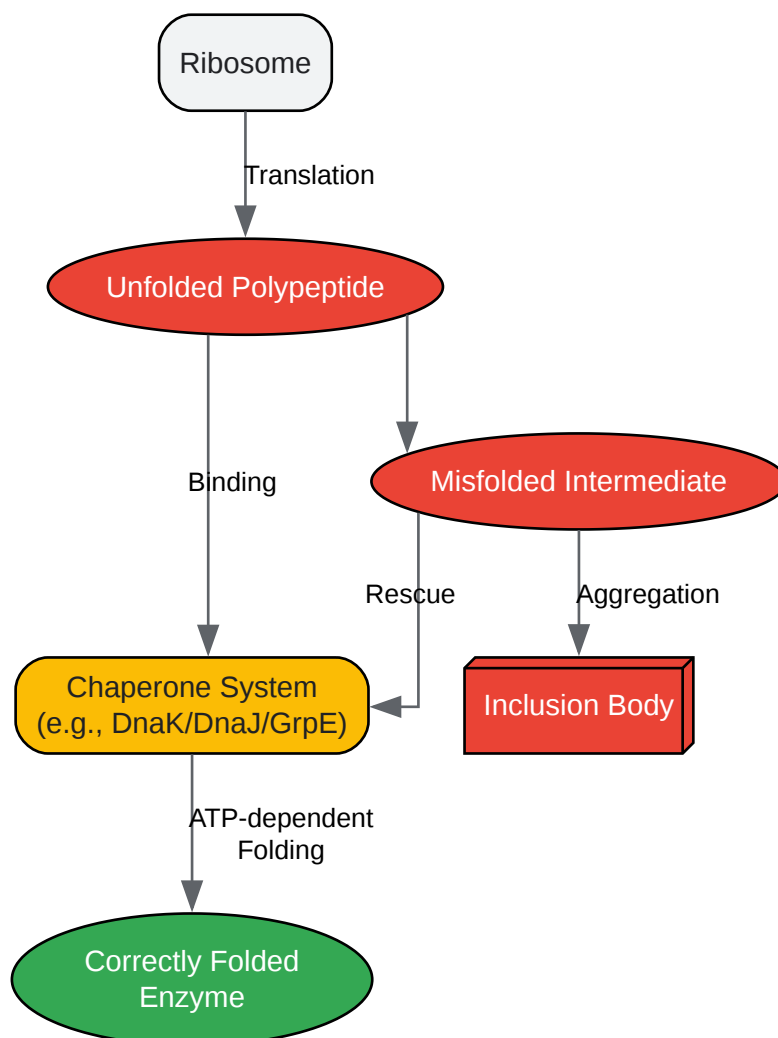 Ribosome
Translation
Unfolded Polypeptide
Binding
Misfolded Intermediate
Rescue
Aggregation
Chaperone System
(e.g., DnaK/DnaJ/GrpE)
Inclusion Body
ATP-dependent
Folding
Correctly Folded
Enzyme